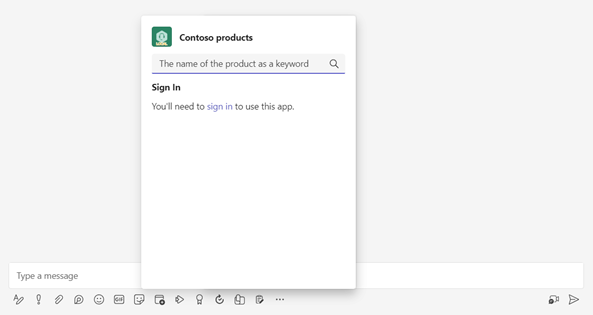 Contoso products
The name of the product as a keyword
Sign In
You'll need to sign in to use this app.
Type a message
GIF